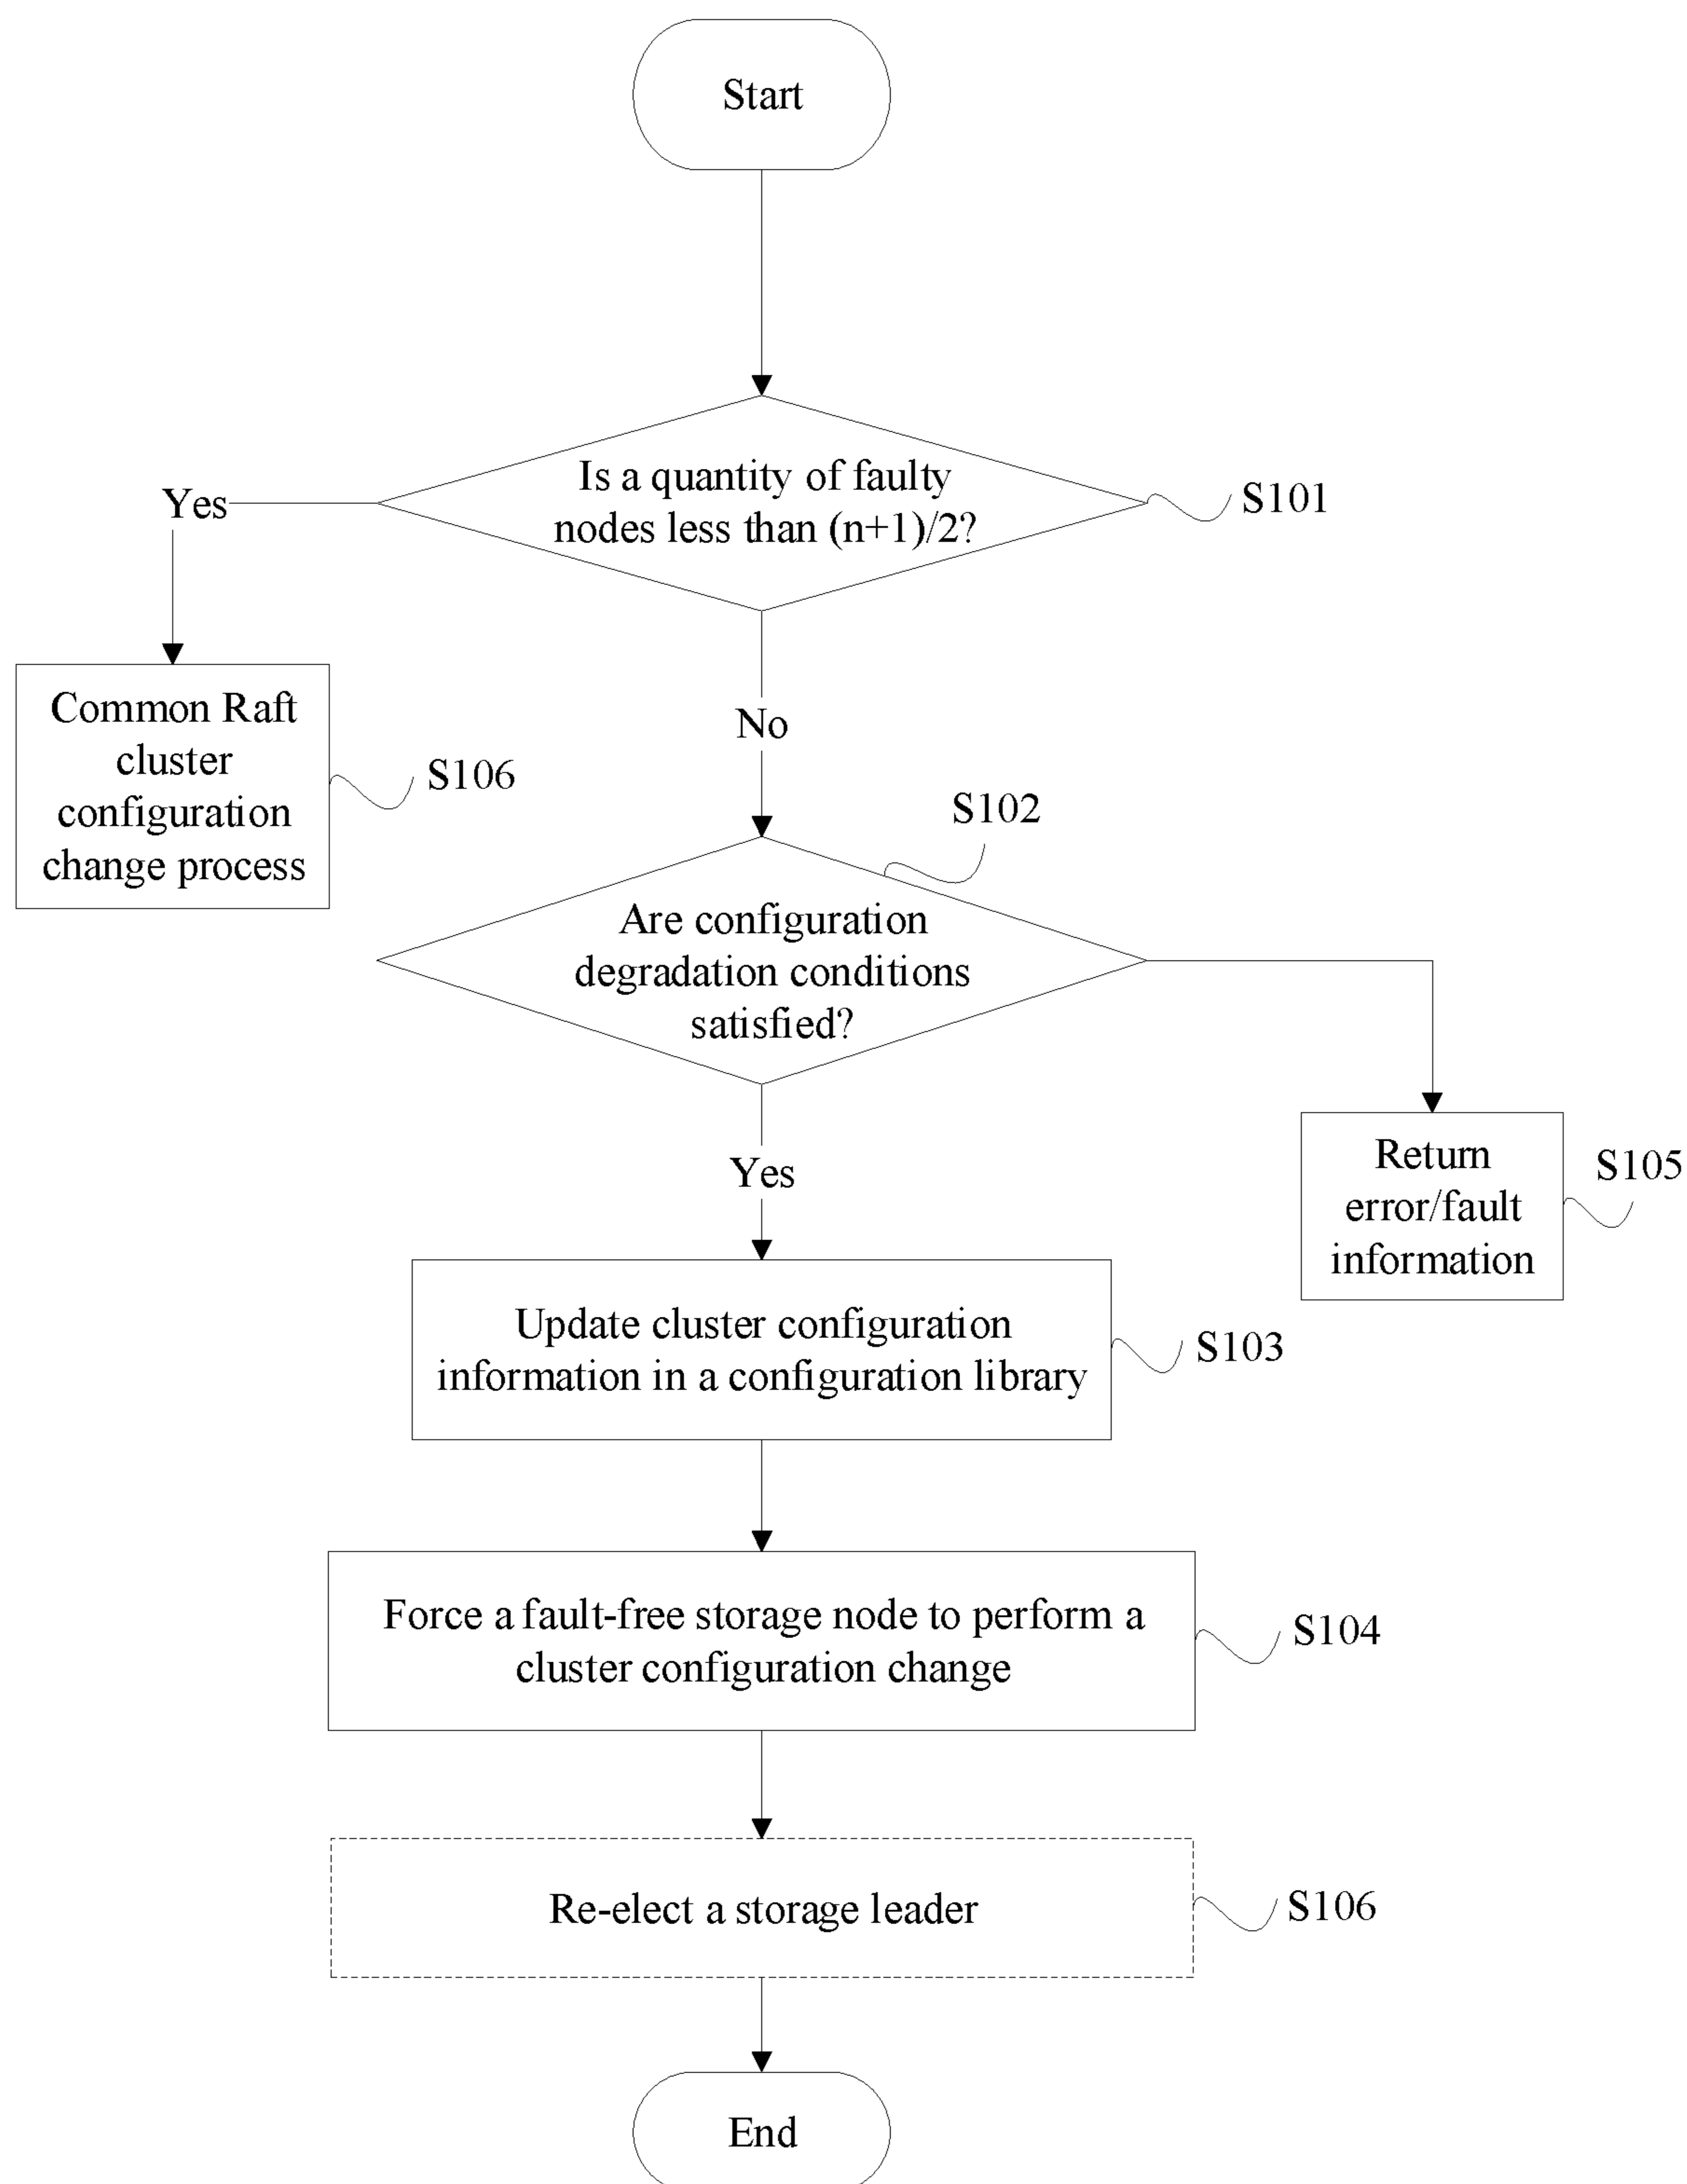 Start
Is a quantity of faulty
nodes less than (n+1)/2?
S101
Yes
Common Raft
cluster
configuration
change process
S106
No
S102
Are configuration
degradation conditions
satisfied?
Return
error/fault
information
S105
Yes
Update cluster configuration
information in a configuration library
S103
Force a fault-free storage node to perform a
cluster configuration change
S104
Re-elect a storage leader
S106
End